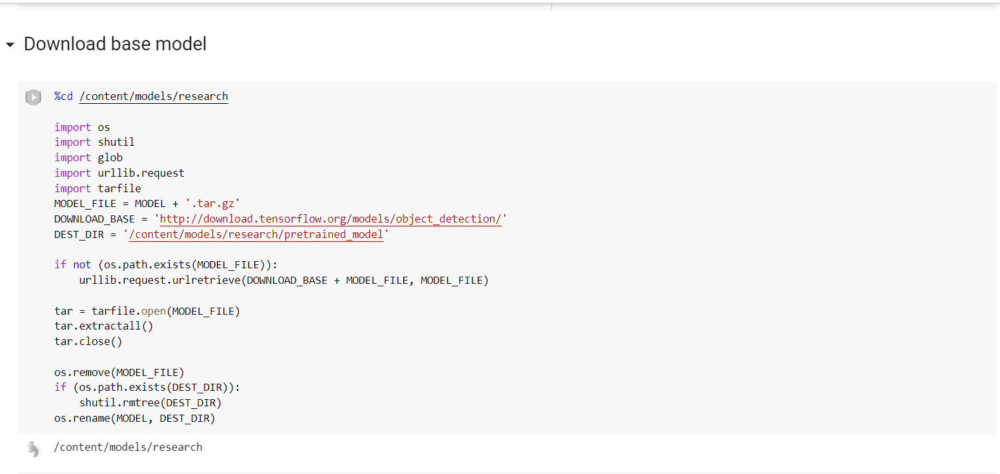 Download base model
%cd /content/models/research
import os
import shutil
import glob
import urllib.request
import tarfile
MODEL_FILE = MODEL + '.tar.gz'
DOWNLOAD_BASE = 'http://download.tensorflow.org/models/object_detection/'
DEST_DIR = '/content/models/research/pretrained_model'
if not (os.path.exists(MODEL_FILE)):
    urllib.request.urlretrieve(DOWNLOAD_BASE + MODEL_FILE, MODEL_FILE)
tar = tarfile.open(MODEL_FILE)
tar.extractall()
tar.close()
os.remove(MODEL_FILE)
if (os.path.exists(DEST_DIR)):
    shutil.rmtree(DEST_DIR)
os.rename(MODEL, DEST_DIR)
/content/models/research